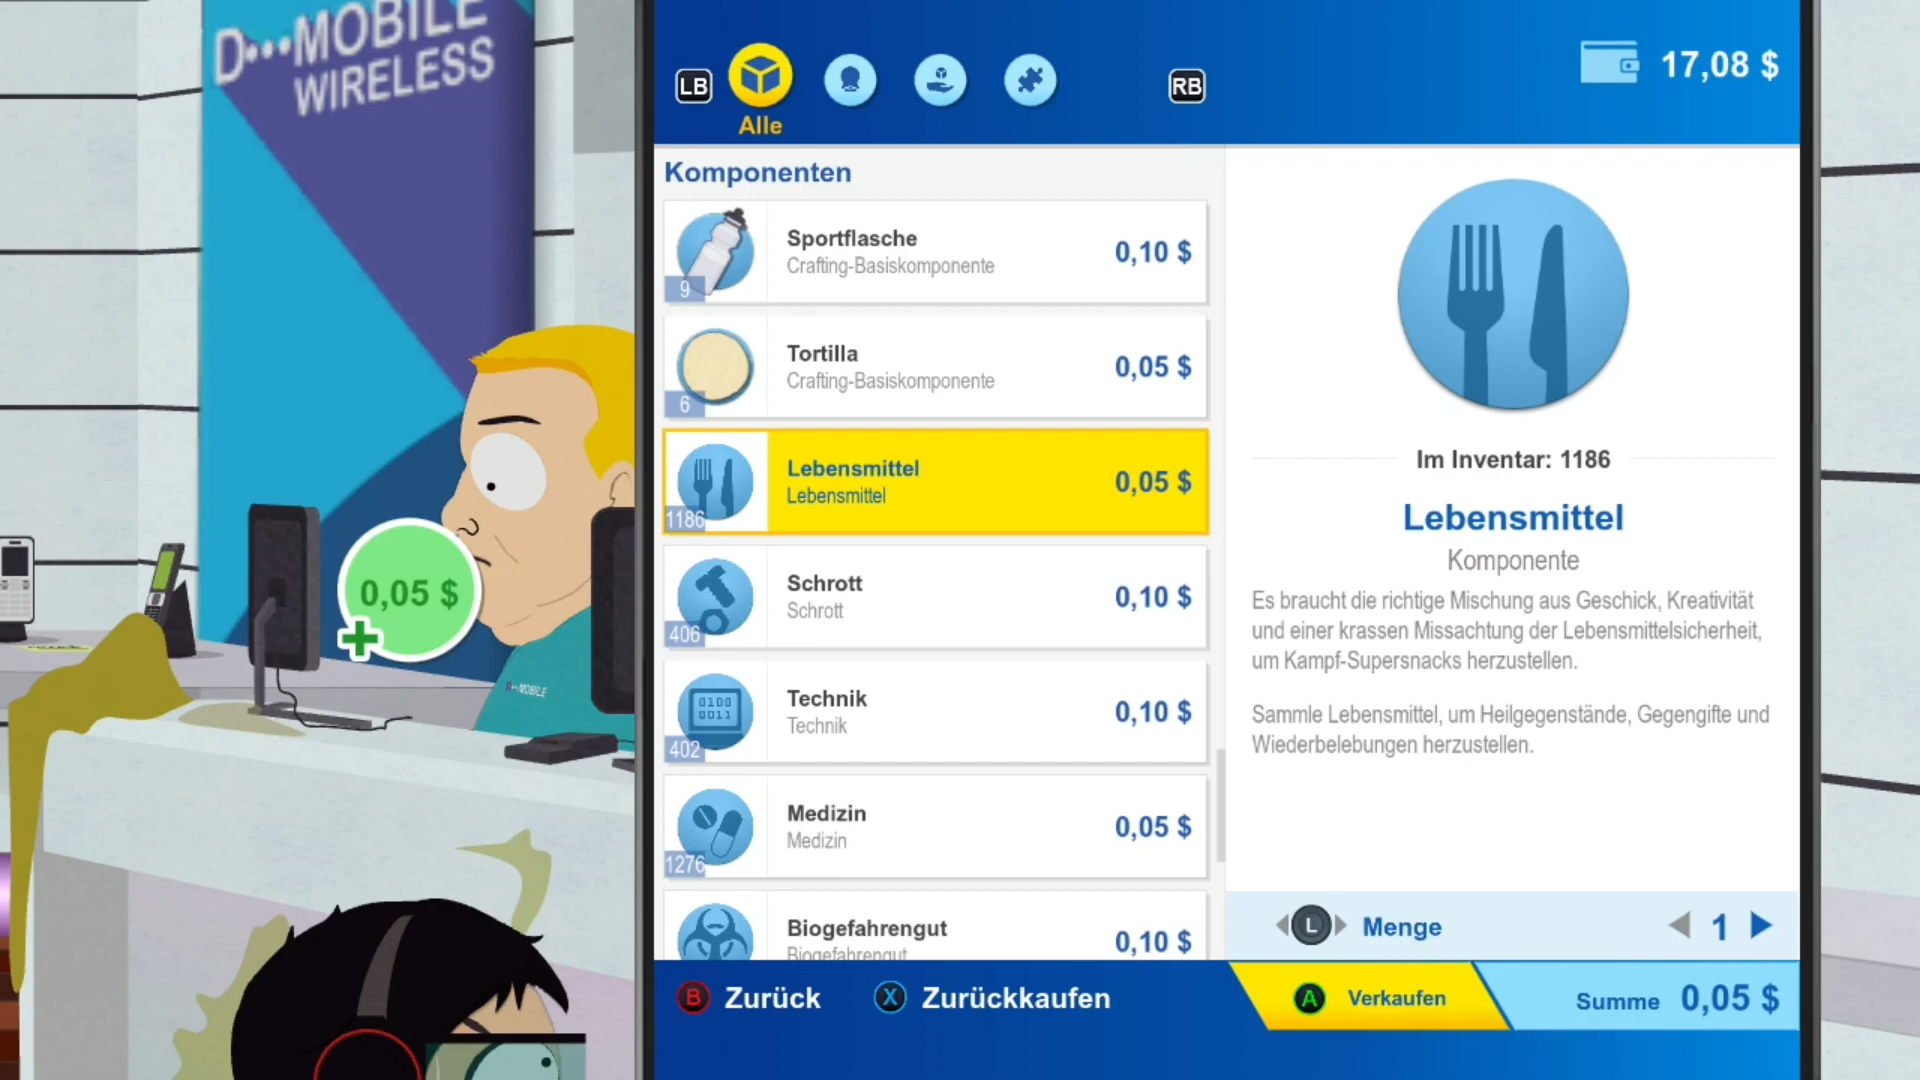 D···MOBILE
WIRELESS
LB
Alle
RB
17,08 $
Komponenten
Sportflasche
Crafting-Basiskomponente
0,10 $
9
Tortilla
Crafting-Basiskomponente
0,05 $
6
Lebensmittel
Lebensmittel
0,05 $
1186
Schrott
Schrott
0,10 $
406
Technik
Technik
0,10 $
0100
0011
402
Medizin
Medizin
0,05 $
1276
Biogefahrengut
Biogefahrengut
0,10 $
Im Inventar: 1186
Lebensmittel
Komponente
Es braucht die richtige Mischung aus Geschick, Kreativität
und einer krassen Missachtung der Lebensmittelsicherheit,
um Kampf-Supersnacks herzustellen.
Sammle Lebensmittel, um Heilgegenstände, Gegengifte und
Wiederbelebungen herzustellen.
L Menge
1
B Zurück
X Zurückkaufen
A Verkaufen
Summe 0,05 $
0,05 $
D···MOBILE